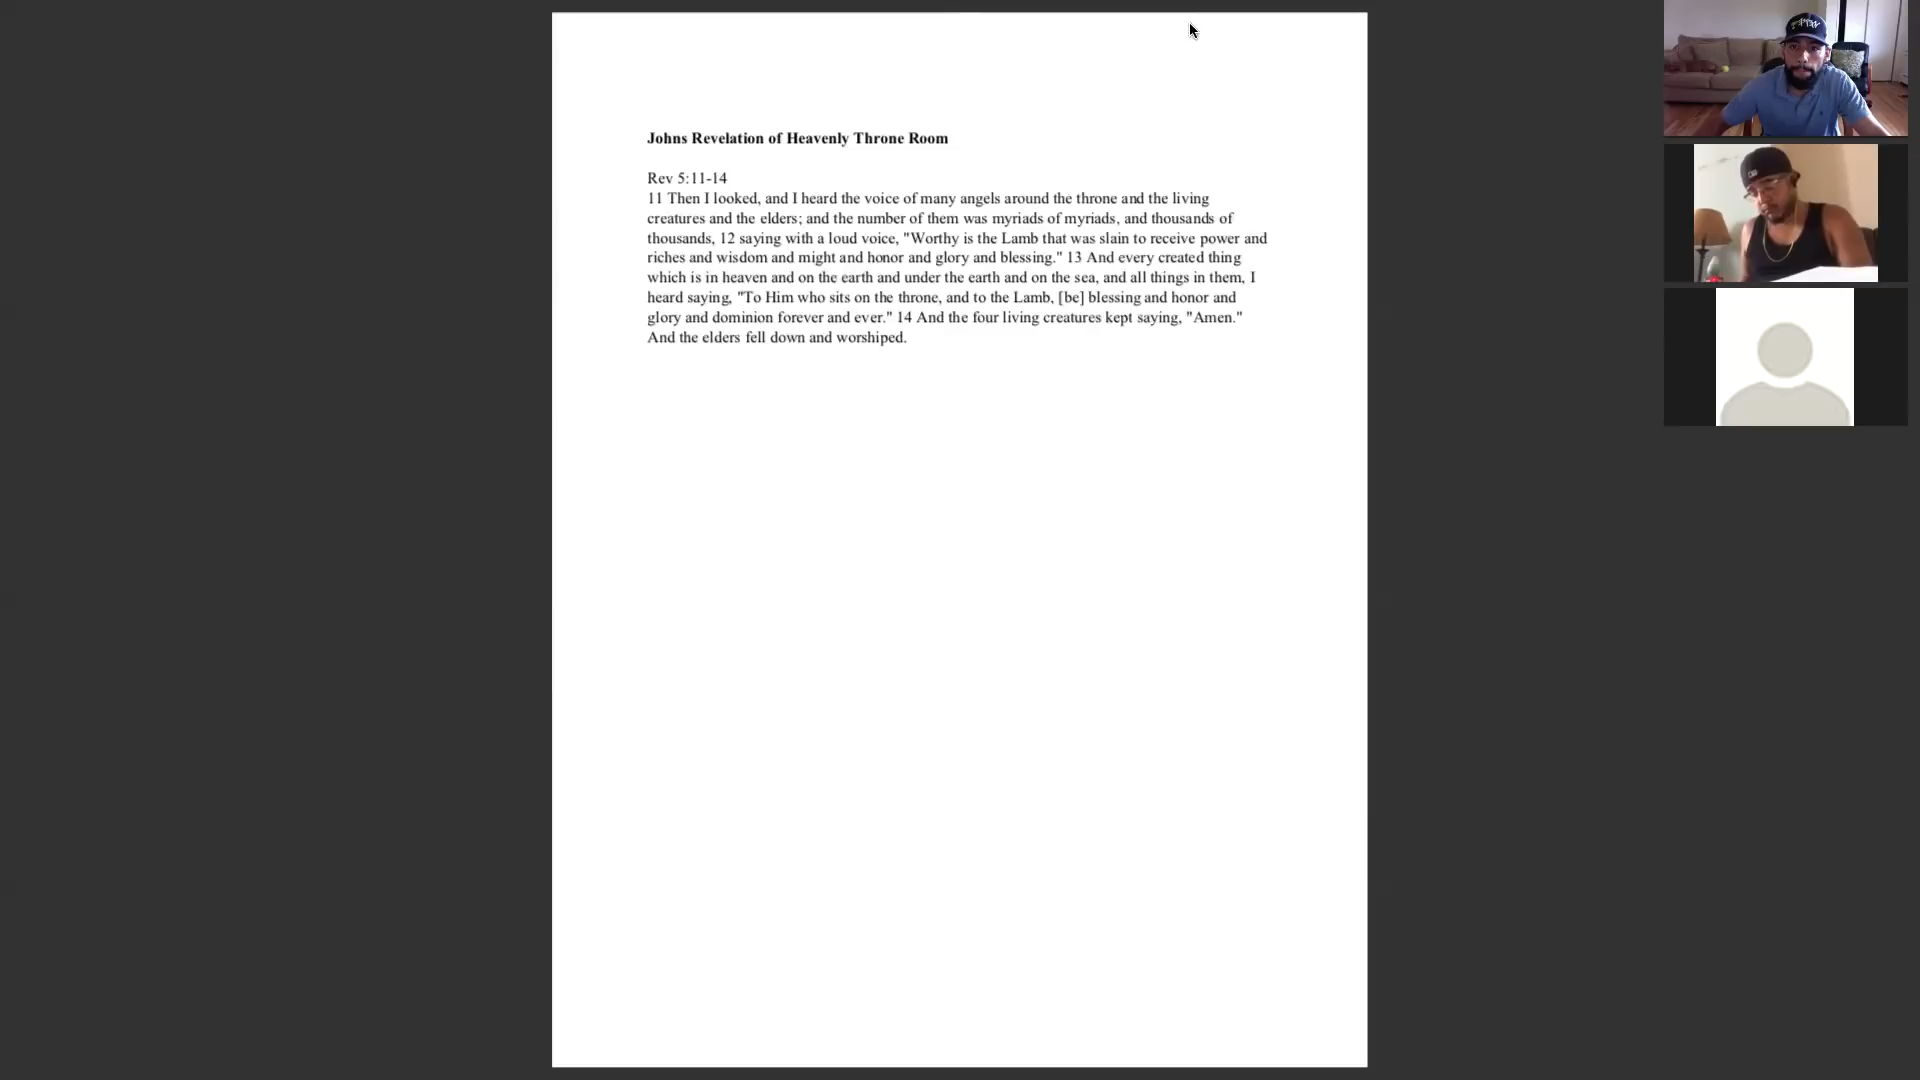 Johns Revelation of Heavenly Throne Room
Rev 5:11-14
11 Then I looked, and I heard the voice of many angels around the throne and the living
creatures and the elders; and the number of them was myriads of myriads, and thousands of
thousands, 12 saying with a loud voice, "Worthy is the Lamb that was slain to receive power and
riches and wisdom and might and honor and glory and blessing." 13 And every created thing
which is in heaven and on the earth and under the earth and on the sea, and all things in them, I
heard saying, "To Him who sits on the throne, and to the Lamb, [be] blessing and honor and
glory and dominion forever and ever." 14 And the four living creatures kept saying, "Amen."
And the elders fell down and worshiped.